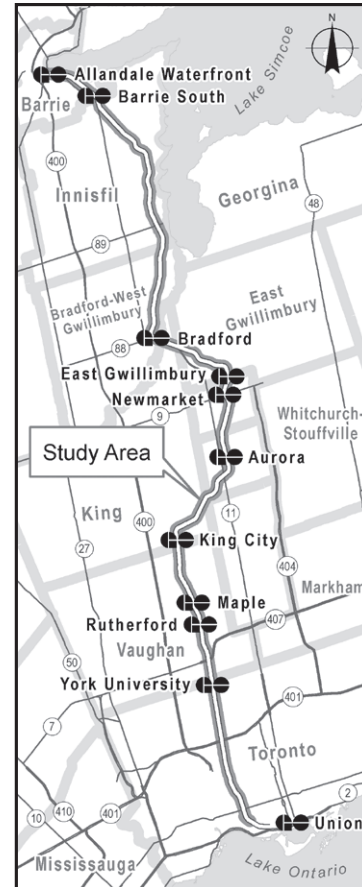 N
Allandale Waterfront
Barrie
Barrie South
Lake Simcoe
400
Innisfil
Georgina
48
89
Bradford-West
Gwillimbury
East
Gwillimbury
88
Bradford
East Gwillimbury
Newmarket
9
Whitchurch-
Stouffville
Study Area
Aurora
King
400
11
King City
27
404
Maple
Markham
Rutherford
407
Vaughan
50
York University
401
7
Toronto
2
10
410
401
Union
Mississauga
Lake Ontario